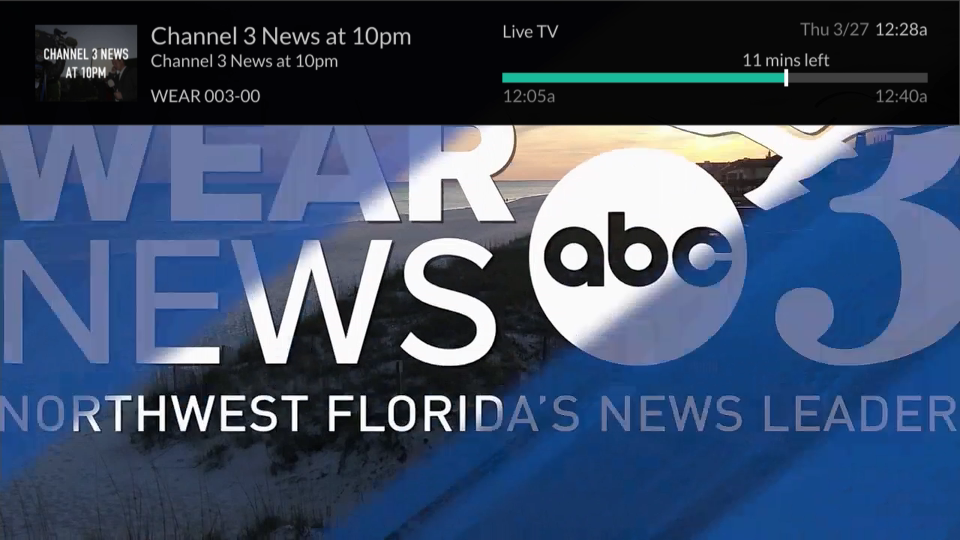 CHANNEL 3 NEWS
AT 10PM
Channel 3 News at 10pm
Channel 3 News at 10pm
WEAR 003-00
Live TV
Thu 3/27 12:28a
11 mins left
12:05a
12:40a
WEAR
NEWS
abc
3
NORTHWEST FLORIDA'S NEWS LEADER